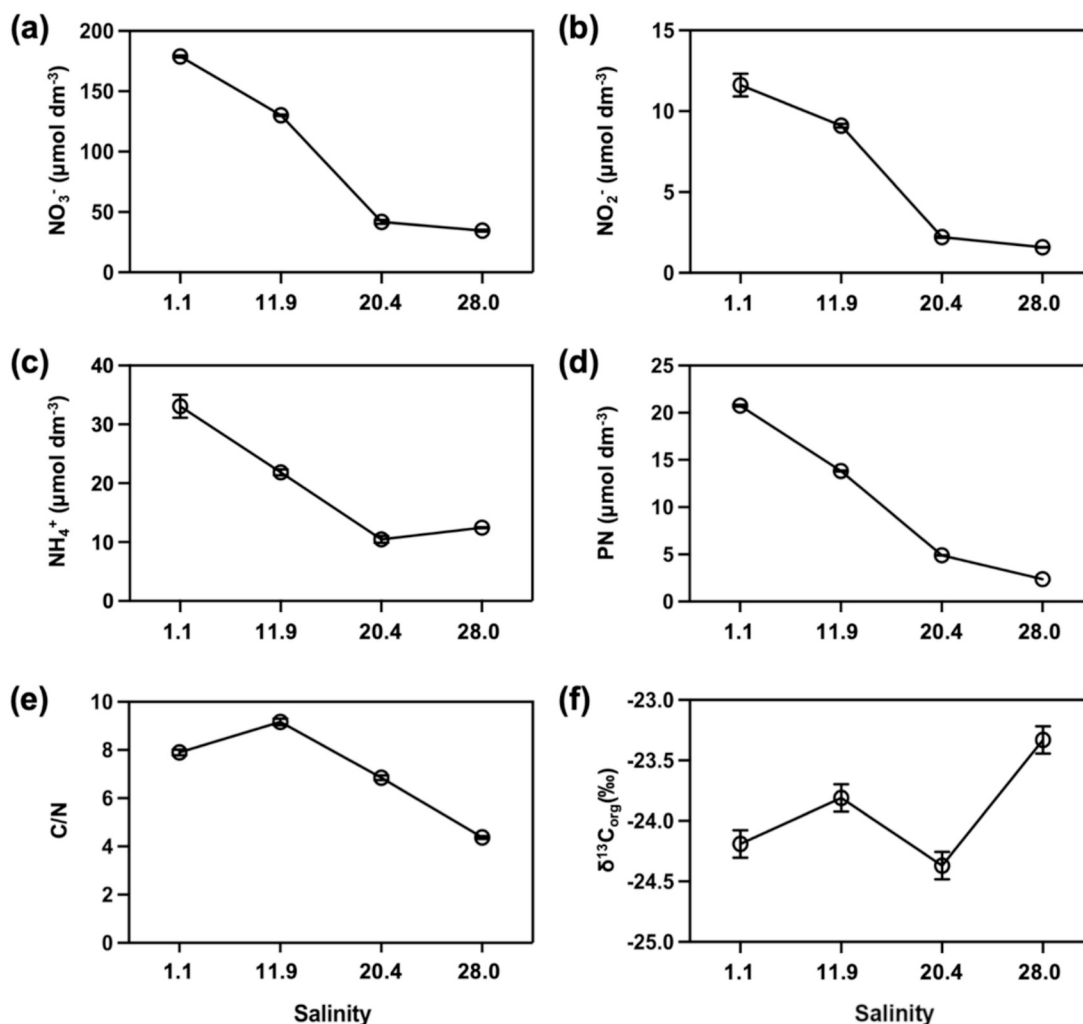 (a)
NO₃⁻ (µmol dm⁻³)
200
150
100
50
0
1.1 11.9 20.4 28.0
(b)
NO₂⁻ (µmol dm⁻³)
15
10
5
0
1.1 11.9 20.4 28.0
(c)
NH₄⁺ (µmol dm⁻³)
40
30
20
10
0
1.1 11.9 20.4 28.0
(d)
PN (µmol dm⁻³)
25
20
15
10
5
0
1.1 11.9 20.4 28.0
(e)
C/N
10
8
6
4
2
0
1.1 11.9 20.4 28.0
Salinity
(f)
δ¹³C_org(‰)
-23.0
-23.5
-24.0
-24.5
-25.0
1.1 11.9 20.4 28.0
Salinity